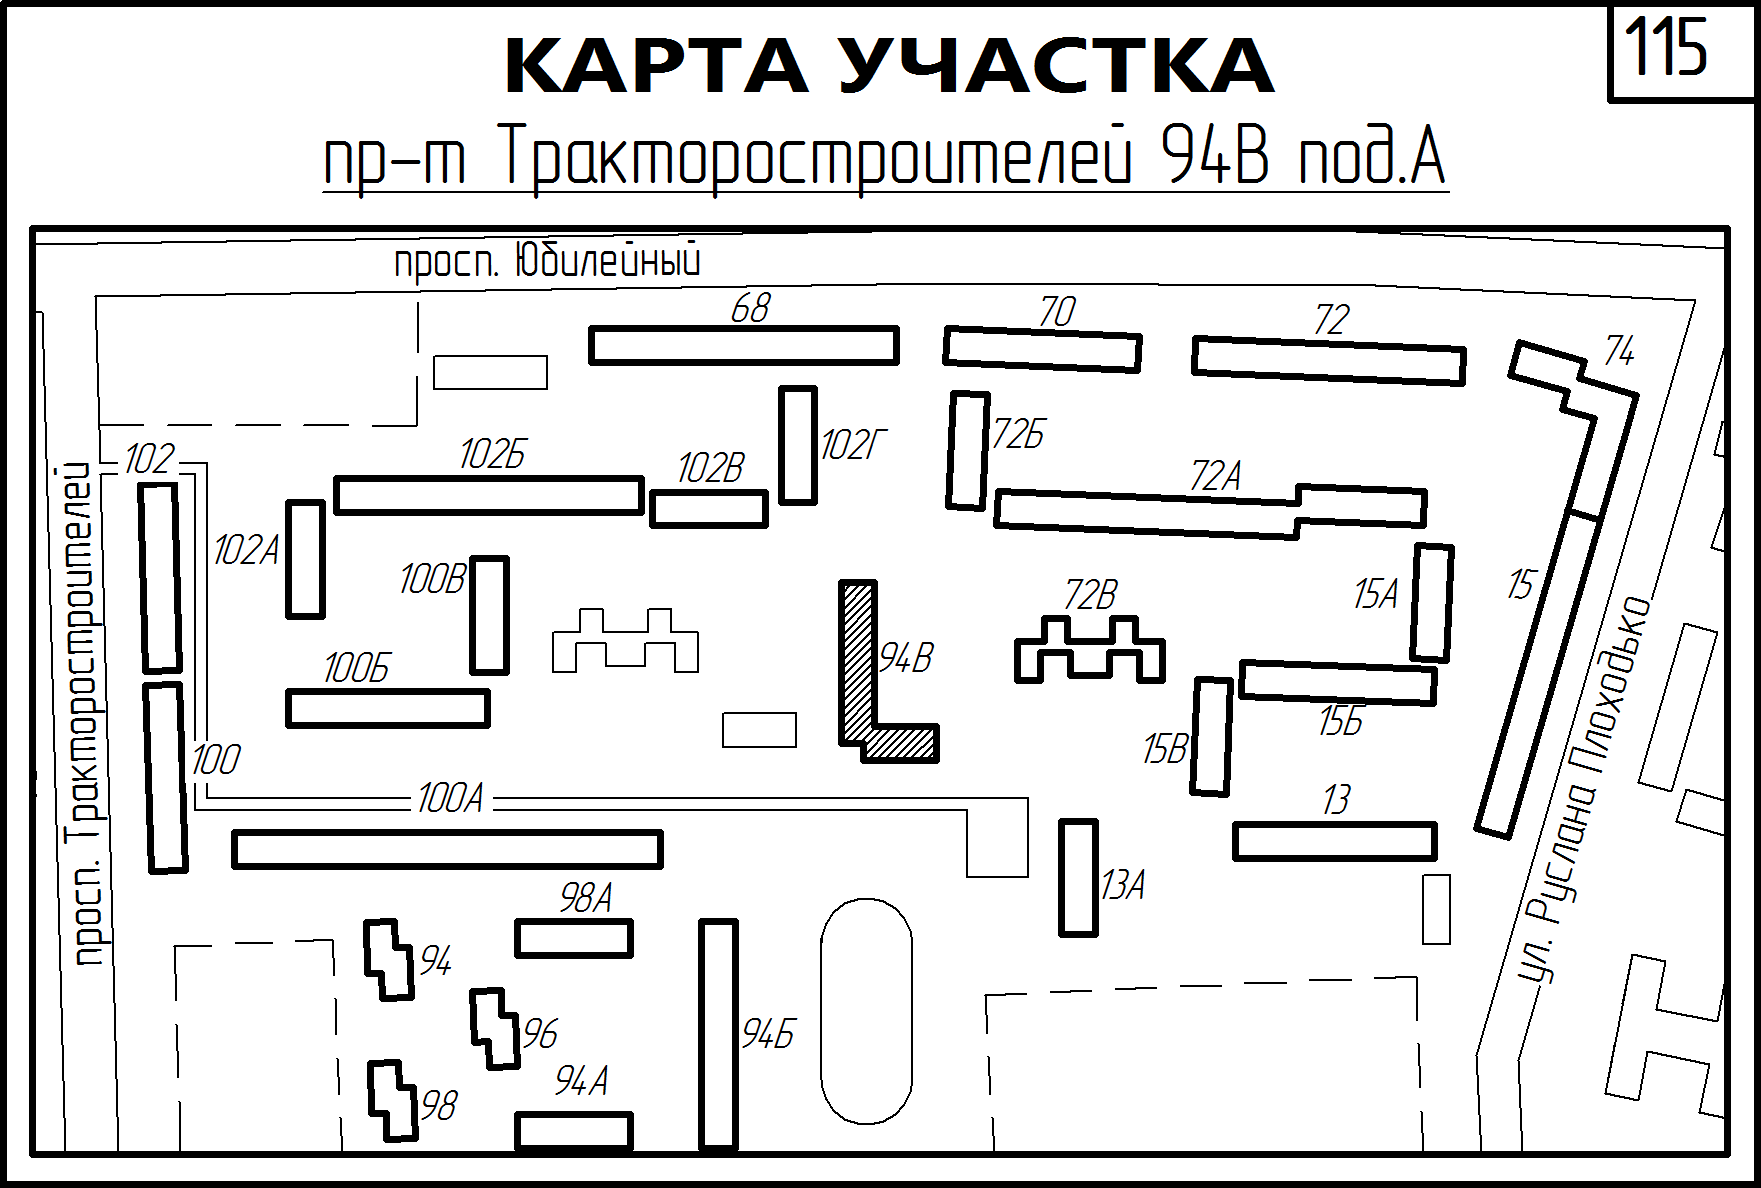 115
КАРТА УЧАСТКА
пр-т Тракторостроителей 94В под.А
просп. Юбилейный
68
70
72
74
102
102Б
102В
102Г
72Б
72А
102А
100В
15А
15
72В
94В
100Б
15Б
15В
100
100А
13
13А
98А
94
96
94Б
94А
98
просп. Тракторостроителей
ул. Руслана Плоходько